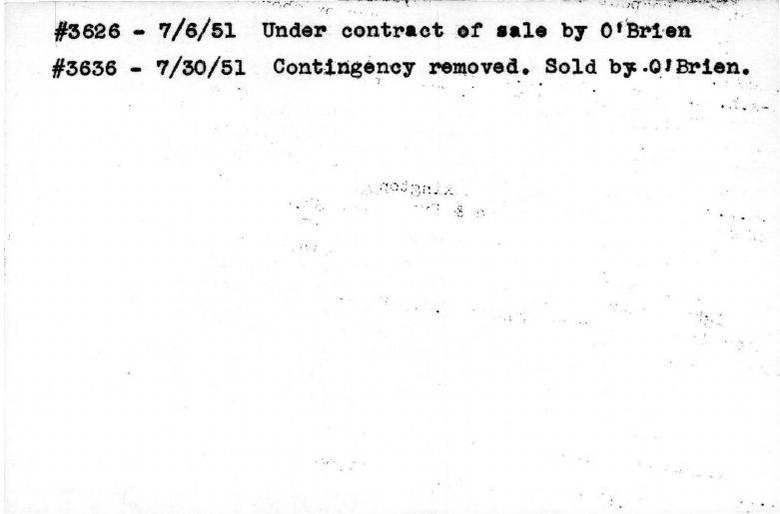 #3626 - 7/6/51 Under contract of sale by O'Brien
#3636 - 7/30/51 Contingency removed. Sold by O'Brien.